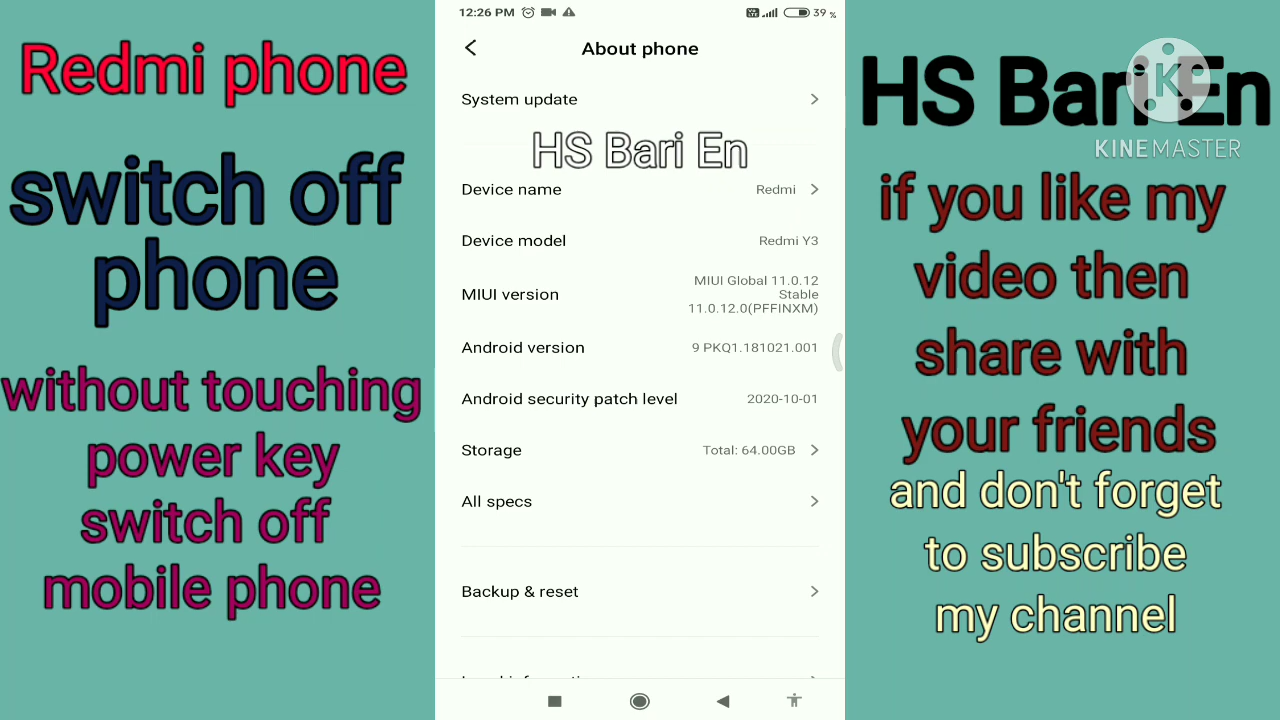 Redmi phone
switch off
phone
without touching
power key
switch off
mobile phone
12:26 PM
39 %
About phone
System update
HS Bari En
Device name Redmi
Device model Redmi Y3
MIUI version MIUI Global 11.0.12
Stable
11.0.12.0(PFFINXM)
Android version 9 PKQ1.181021.001
Android security patch level 2020-10-01
Storage Total: 64.00GB
All specs
Backup & reset
HS Bari En
K
KINEMASTER
if you like my
video then
share with
your friends
and don't forget
to subscribe
my channel